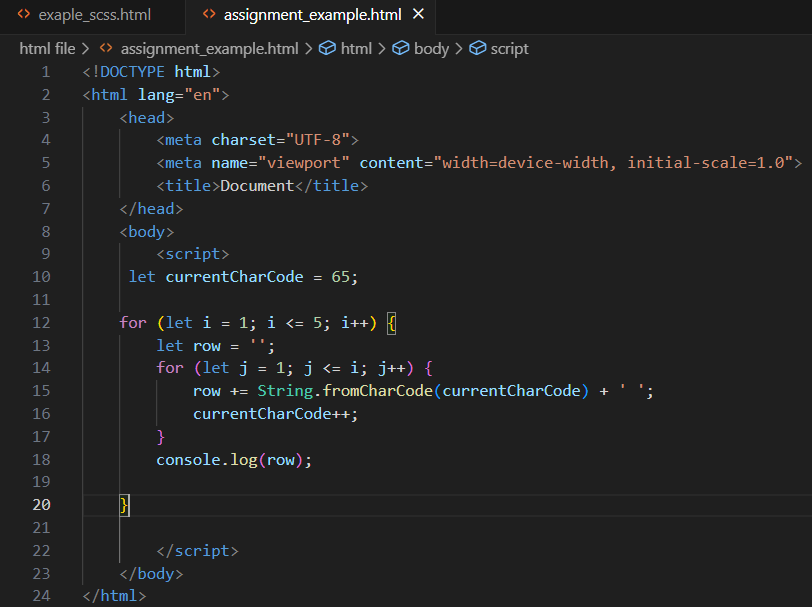 exaple_scss.html assignment_example.html
html file > assignment_example.html > html > body > script
1 <!DOCTYPE html>
2 <html lang="en">
3 <head>
4 <meta charset="UTF-8">
5 <meta name="viewport" content="width=device-width, initial-scale=1.0">
6 <title>Document</title>
7 </head>
8 <body>
9 <script>
10 let currentCharCode = 65;
11
12 for (let i = 1; i <= 5; i++) {
13 let row = '';
14 for (let j = 1; j <= i; j++) {
15 row += String.fromCharCode(currentCharCode) + ' ';
16 currentCharCode++;
17 }
18 console.log(row);
19
20 }
21
22 </script>
23 </body>
24 </html>